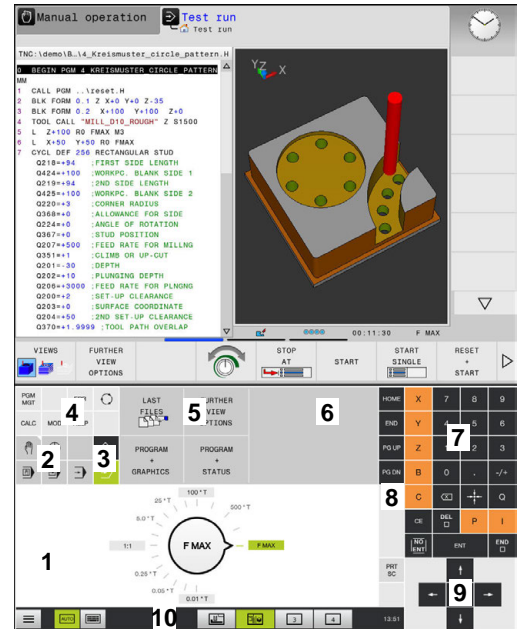 Manual operation
Test run
Test run
TNC:\demo\B…\4_Kreismuster_circle_pattern.H
0 BEGIN PGM 4_KREISMUSTER_CIRCLE_PATTERN
MM
1 CALL PGM ..\reset.H
2 BLK FORM 0.1 Z X+0 Y+0 Z-35
3 BLK FORM 0.2 X+100 Y+100 Z+0
4 TOOL CALL "MILL_D10_ROUGH" Z S1500
5 L Z+100 R0 FMAX M3
6 L X+50 Y+50 R0 FMAX
7 CYCL DEF 256 RECTANGULAR STUD
Q218=+94 ;FIRST SIDE LENGTH
Q424=+100 ;WORKPC. BLANK SIDE 1
Q219=+94 ;2ND SIDE LENGTH
Q425=+100 ;WORKPC. BLANK SIDE 2
Q220=+3 ;CORNER RADIUS
Q368=+0 ;ALLOWANCE FOR SIDE
Q224=+0 ;ANGLE OF ROTATION
Q367=+0 ;STUD POSITION
Q207=+500 ;FEED RATE FOR MILLNG
Q351=+1 ;CLIMB OR UP-CUT
Q201=-30 ;DEPTH
Q202=+10 ;PLUNGING DEPTH
Q206=+3000 ;FEED RATE FOR PLNGNG
Q200=+2 ;SET-UP CLEARANCE
Q203=+0 ;SURFACE COORDINATE
Q204=+50 ;2ND SET-UP CLEARANCE
Q370=+1.9999 ;TOOL PATH OVERLAP
Y Z X
00:11:30 F MAX
VIEWS
FURTHER VIEW OPTIONS
STOP AT
START
START SINGLE
RESET + START
PGM MGT
CALC MOD
4
2
3
LAST FILES
5
PROGRAM + GRAPHICS
PROGRAM + STATUS
6
HOME X 7 8 9
END Y 5 6
PG UP Z 2 3
7
PG DN B 0 . -/+
8 C Q
CE DEL P I
NO ENT ENT END
PRT SC
9
1
100*T
25*T 500*T
5.0*T
1:1 F MAX F MAX
0.25*T
0.05*T
0.01*T
AUTO 10 3 4 13:51